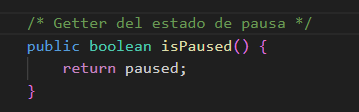 /* Getter del estado de pausa */
public boolean isPaused() {
    return paused;
}